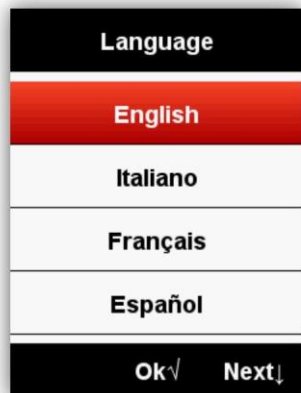 Language
English
Italiano
Français
Español
Ok√ Next↓